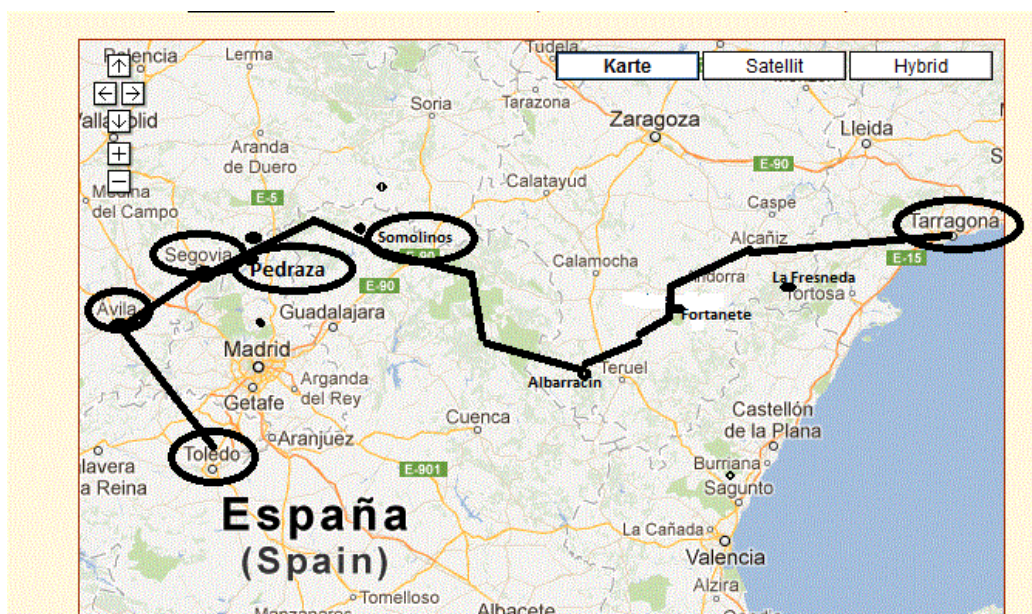 Tudela
Karte
Satellit
Hybrid
Palencia
Lerma
Soria
Tarazona
Zaragoza
Lleida
Valladolid
Aranda
de Duero
E-90
E-5
Calatayud
Medina
del Campo
Caspe
Tarragona
Somolinos
Segovia
E-90
Alcañiz
E-15
Pedraza
Calamocha
Andorra
La Fresneda
E-90
Tortosa
Avila
Guadalajara
Fortanete
Madrid
Teruel
Arganda
del Rey
Albarracin
Getafe
Cuenca
Castellón
de la Plana
Aranjuez
Toledo
lavera
a Reina
E-901
Burriana
Sagunto
España
(Spain)
La Cañada
Valencia
Alzira
Tomelloso
Manzanares
Albacete